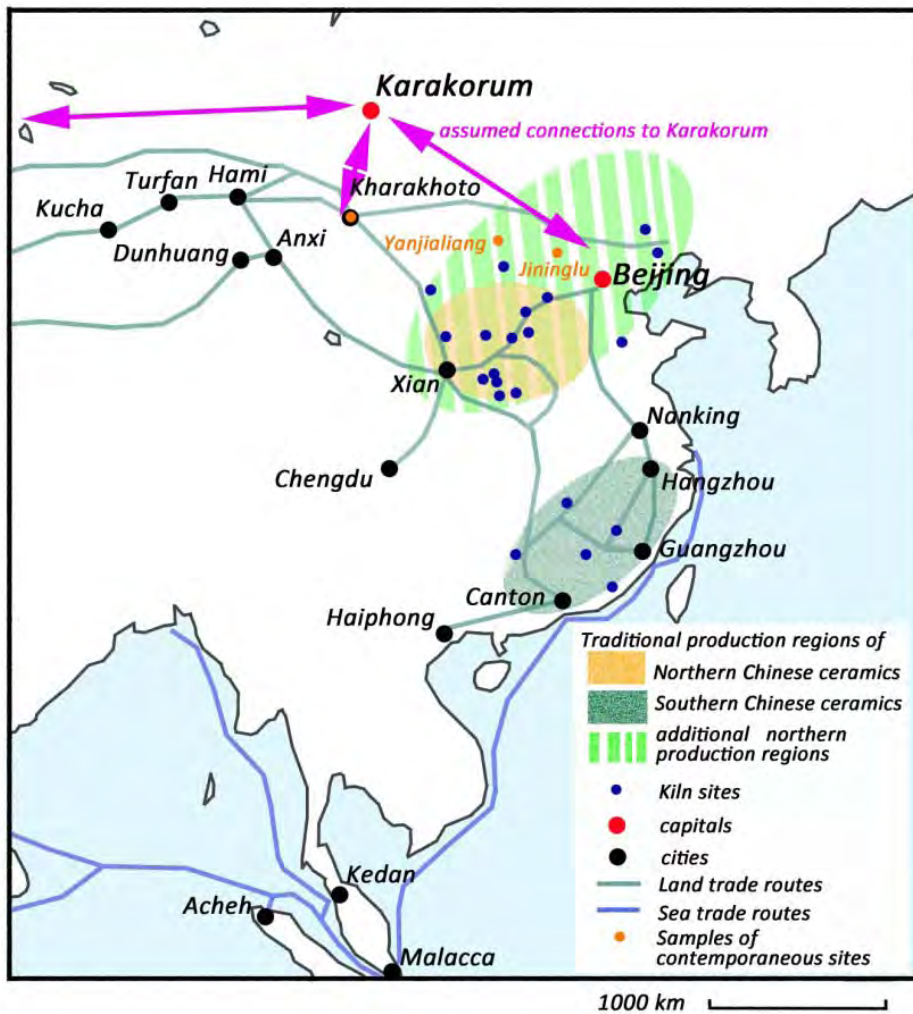 Karakorum
assumed connections to Karakorum
Hami
Turfan
Kharakhoto
Kucha
Dunhuang
Anxi
Yanjialiang
Jininglu
Beijing
Xian
Nanking
Chengdu
Hangzhou
Guangzhou
Canton
Haiphong
Traditional production regions of
Northern Chinese ceramics
Southern Chinese ceramics
additional northern
production regions
Kiln sites
capitals
cities
Land trade routes
Sea trade routes
Samples of
contemporaneous sites
Kedan
Acheh
Malacca
1000 km